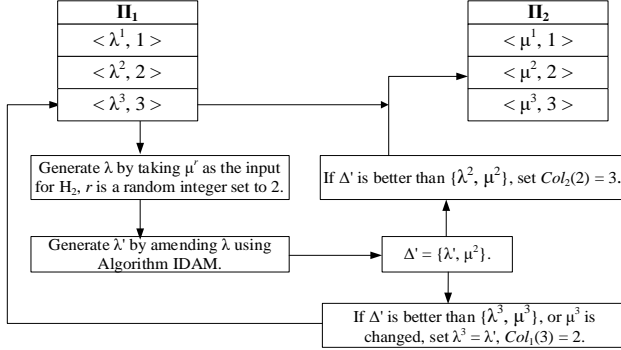 Π₁
< λ¹, 1 >
< λ², 2 >
< λ³, 3 >
Π₂
< μ¹, 1 >
< μ², 2 >
< μ³, 3 >
Generate λ by taking μʳ as the input
for H₂, r is a random integer set to 2.
If Δ' is better than {λ², μ²}, set Col₂(2) = 3.
Generate λ' by amending λ using
Algorithm IDAM.
Δ' = {λ', μ²}.
If Δ' is better than {λ³, μ³}, or μ³ is
changed, set λ³ = λ', Col₁(3) = 2.